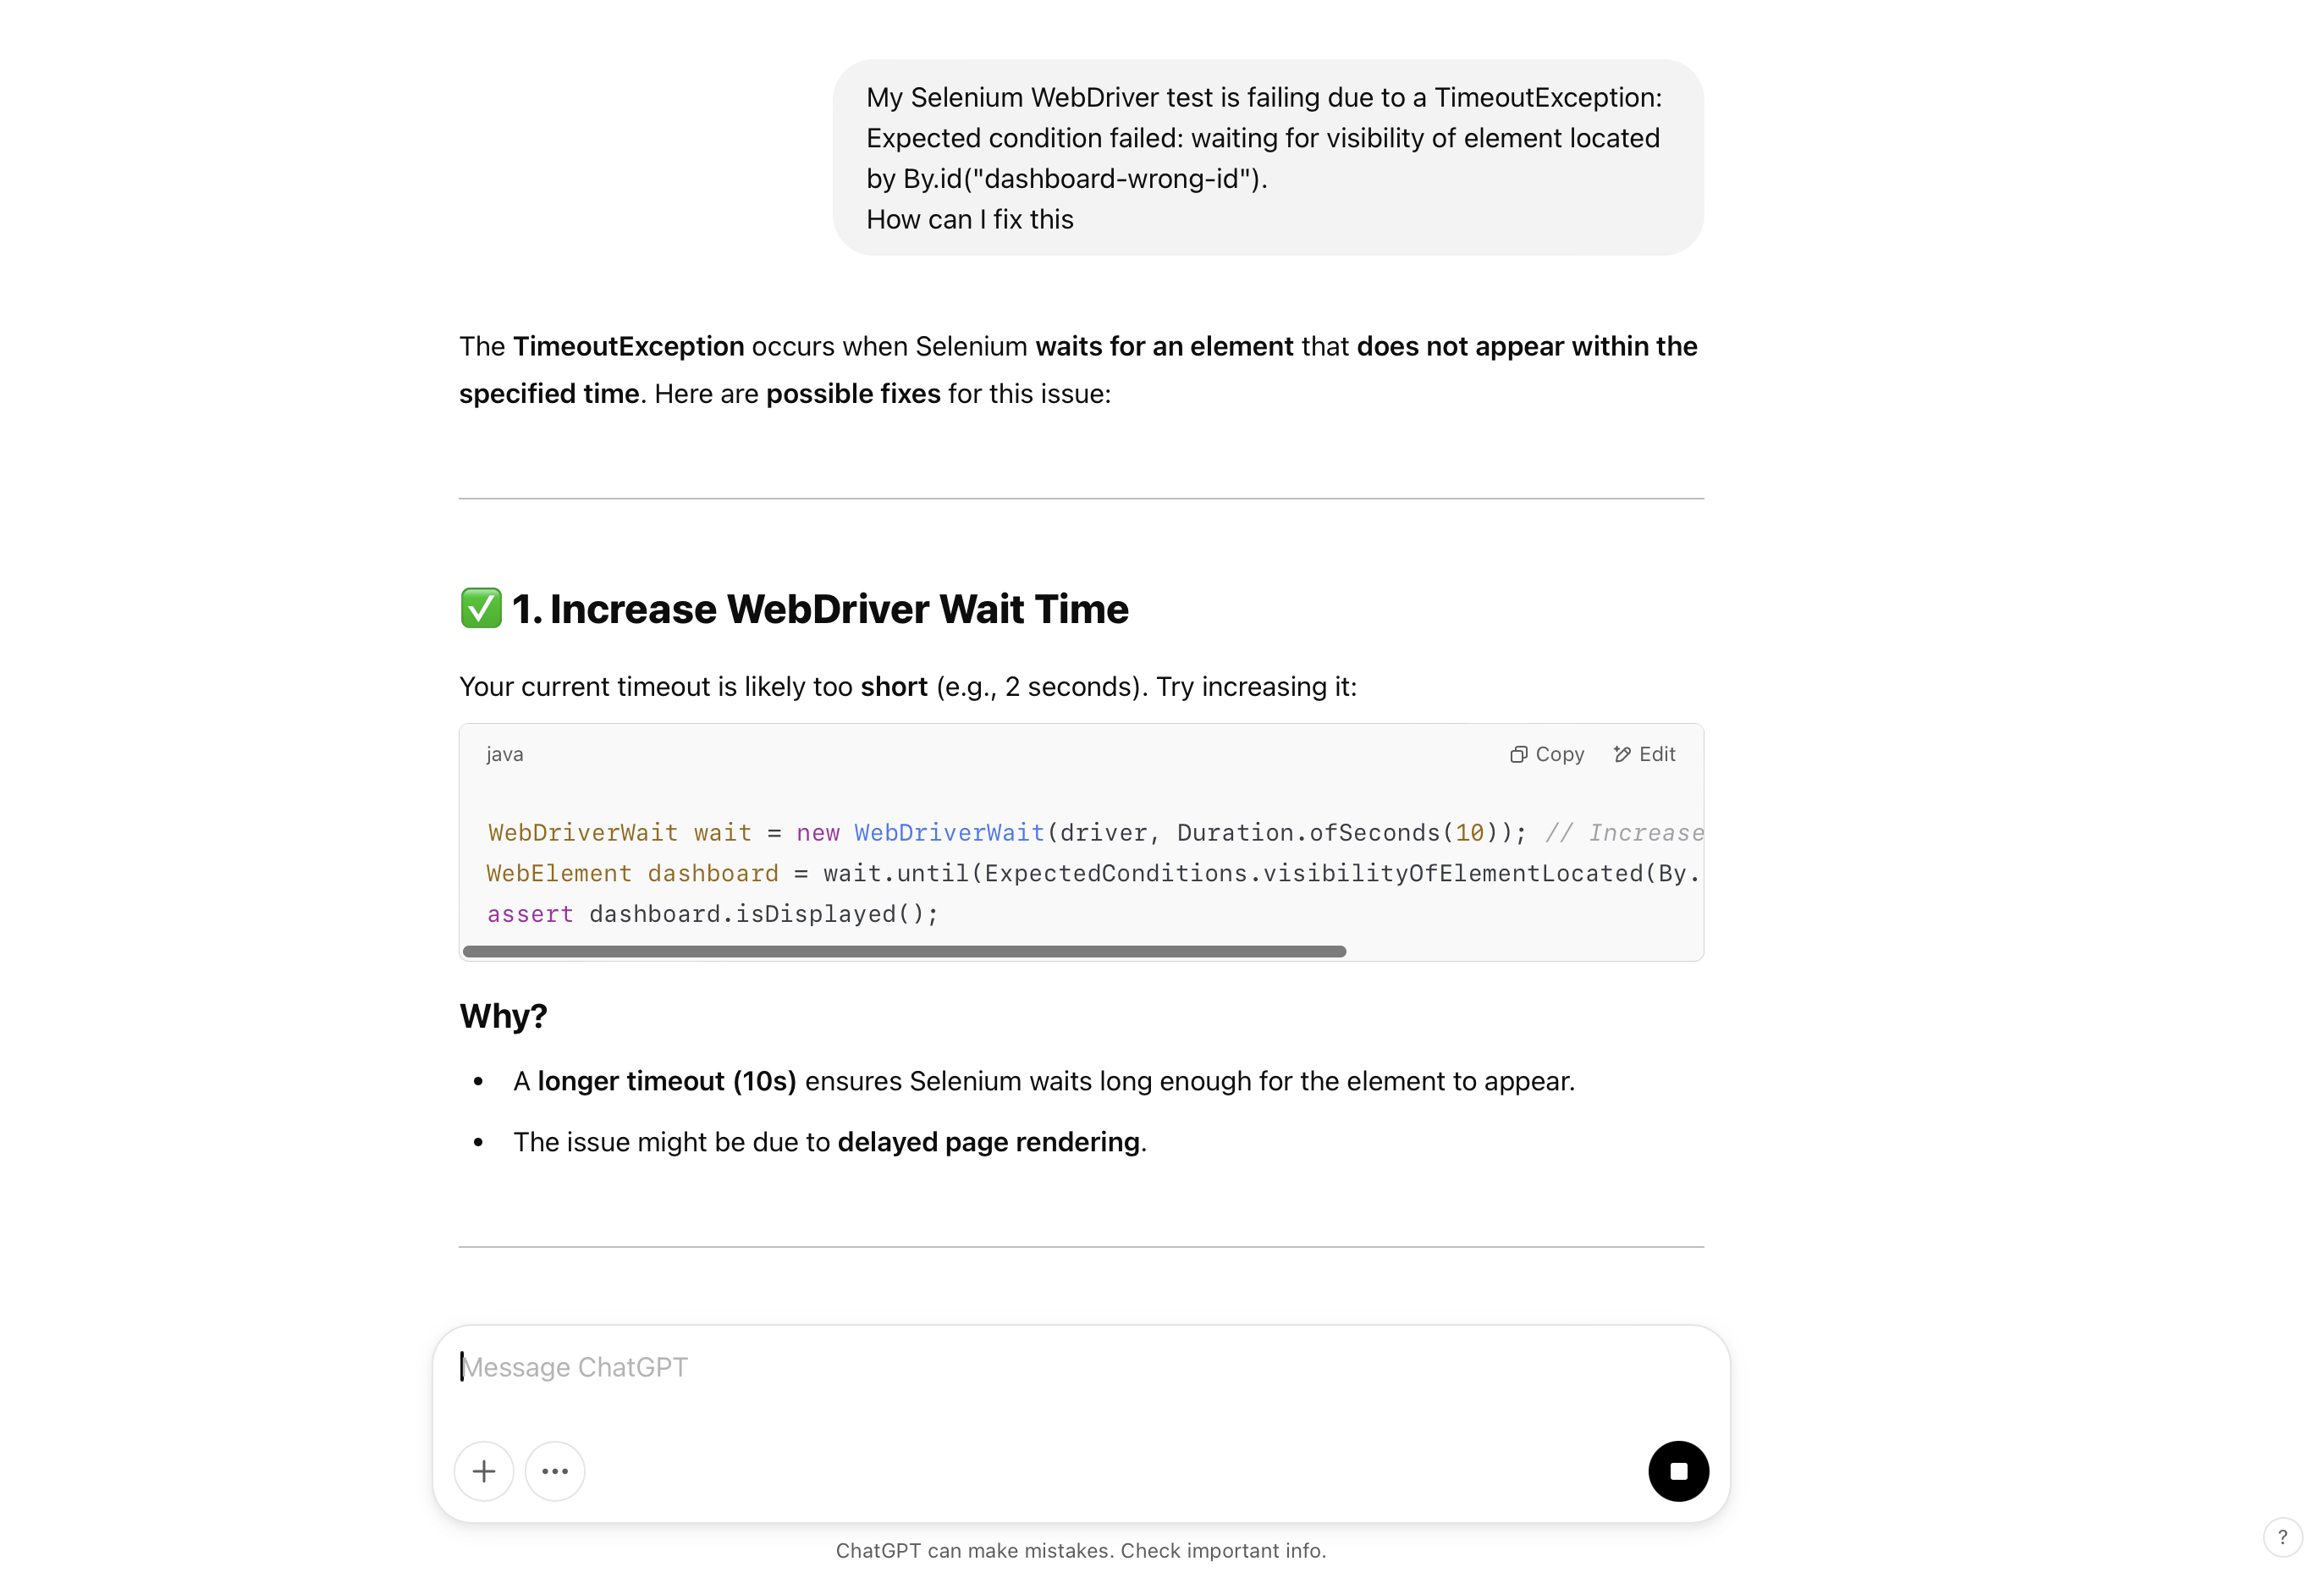 My Selenium WebDriver test is failing due to a TimeoutException:
Expected condition failed: waiting for visibility of element located
by By.id("dashboard-wrong-id").
How can I fix this
The TimeoutException occurs when Selenium waits for an element that does not appear within the
specified time. Here are possible fixes for this issue:
✅ 1. Increase WebDriver Wait Time
Your current timeout is likely too short (e.g., 2 seconds). Try increasing it:
java Copy Edit
WebDriverWait wait = new WebDriverWait(driver, Duration.ofSeconds(10)); // Increase
WebElement dashboard = wait.until(ExpectedConditions.visibilityOfElementLocated(By.
assert dashboard.isDisplayed();
Why?
• A longer timeout (10s) ensures Selenium waits long enough for the element to appear.
• The issue might be due to delayed page rendering.
Message ChatGPT
ChatGPT can make mistakes. Check important info.
?